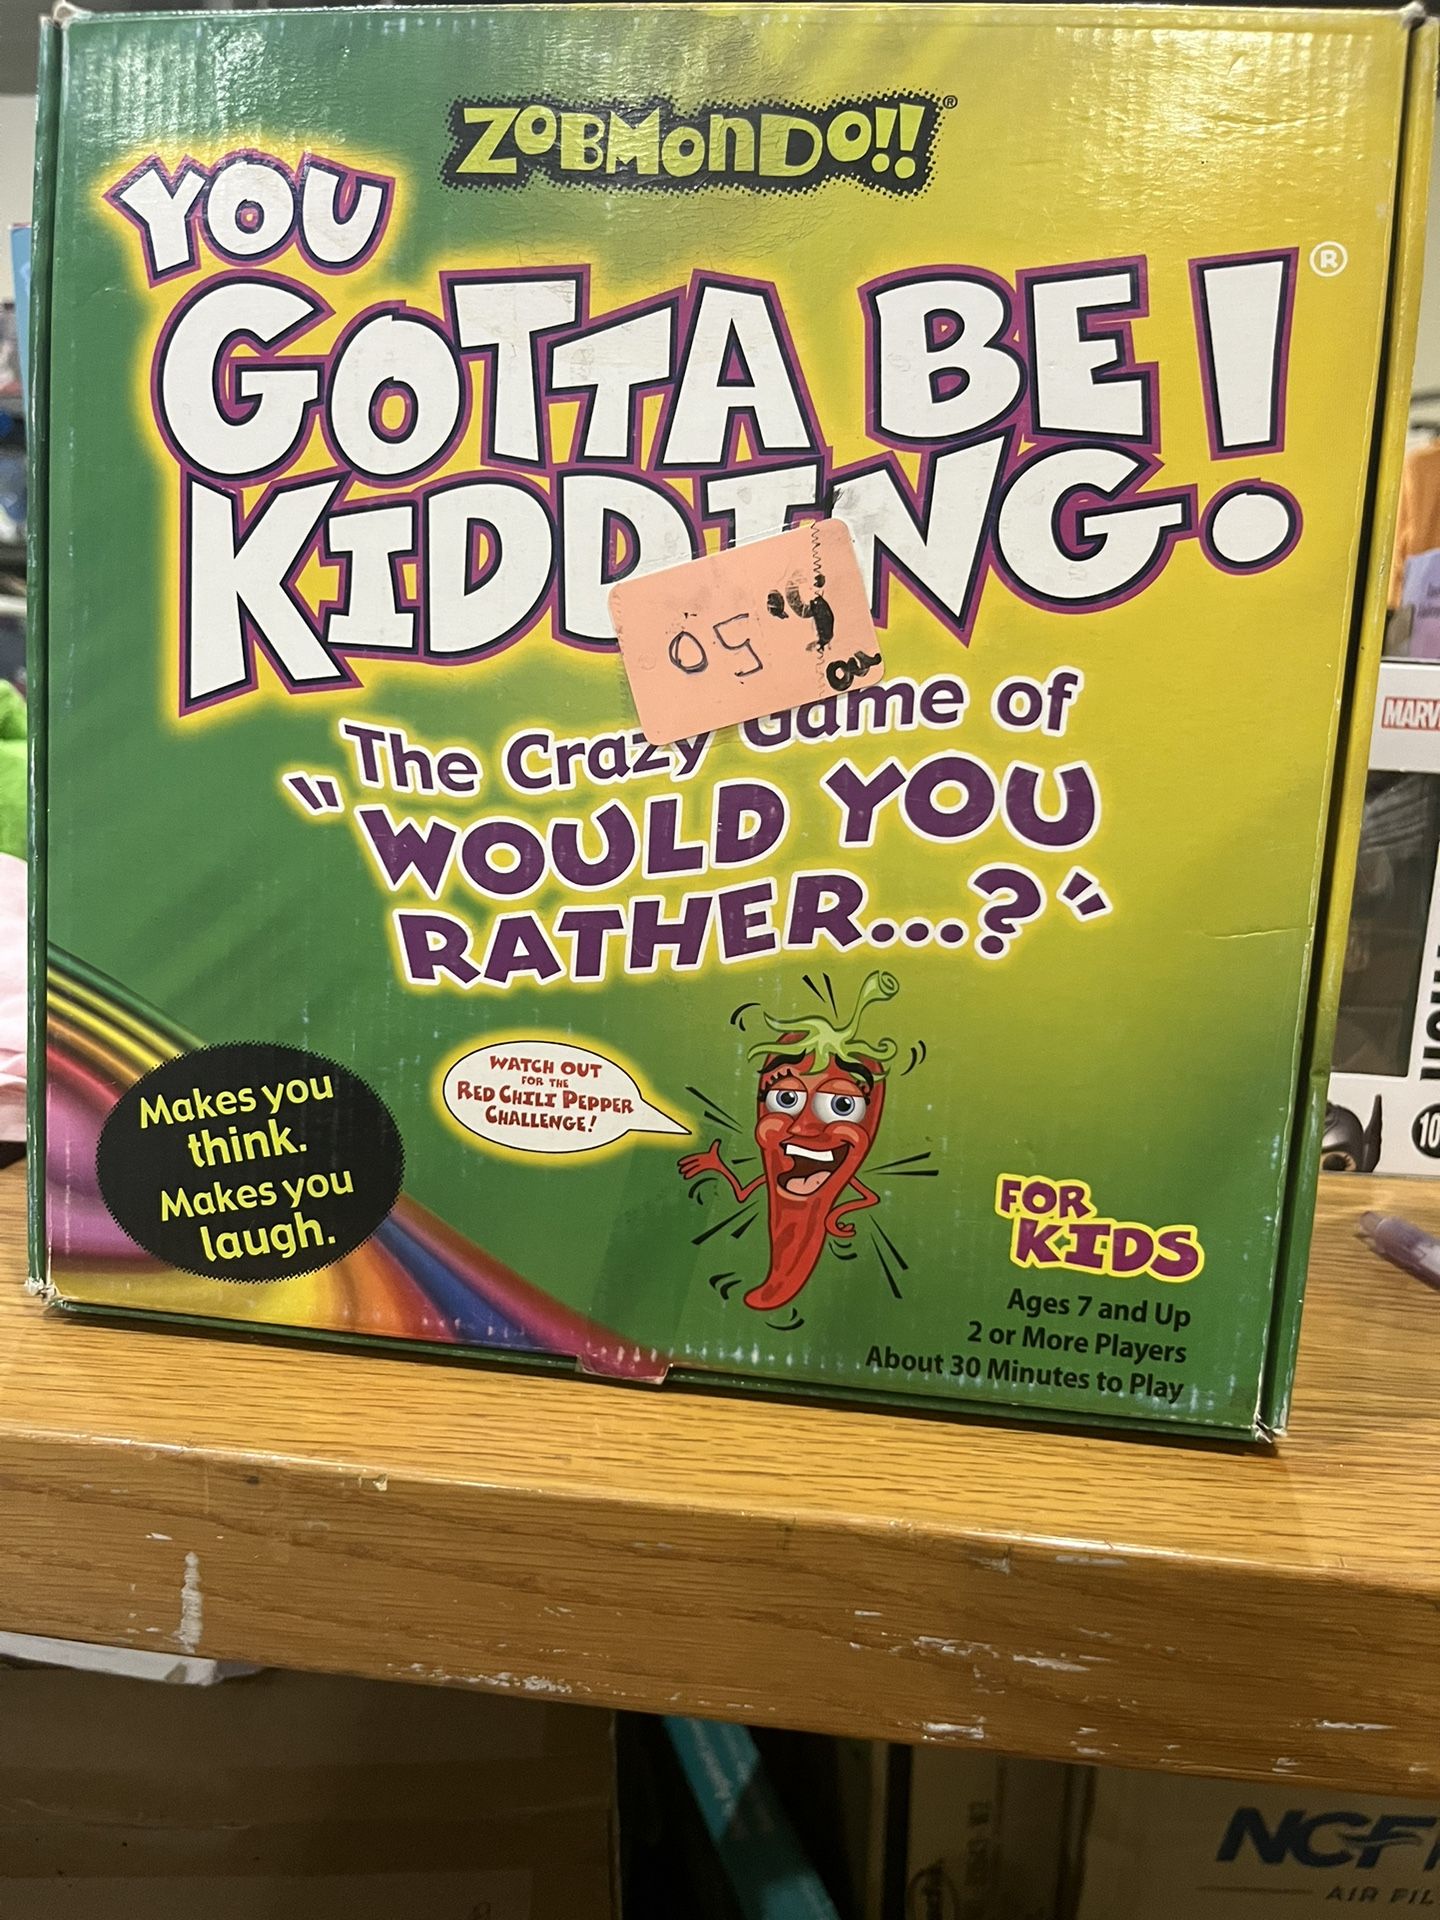 ZOBMONDO!!®
YOU
GOTTA BE!®
KIDDING
The Crazy Game of
"WOULD YOU
RATHER...?"
WATCH OUT
FOR THE
RED CHILI PEPPER
CHALLENGE!
Makes you
think.
Makes you
laugh.
FOR
KIDS
Ages 7 and Up
2 or More Players
About 30 Minutes to Play
MARV
10
NCF
AIR FIL